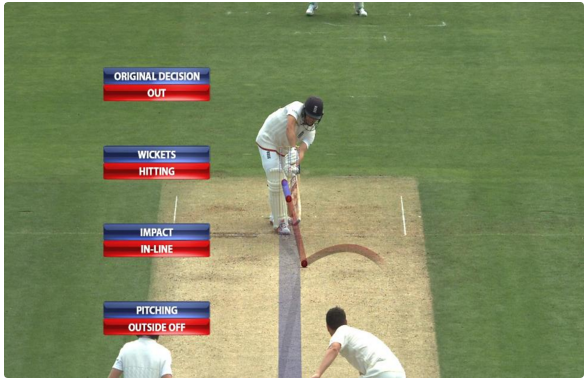 ORIGINAL DECISION
OUT
WICKETS
HITTING
IMPACT
IN-LINE
PITCHING
OUTSIDE OFF